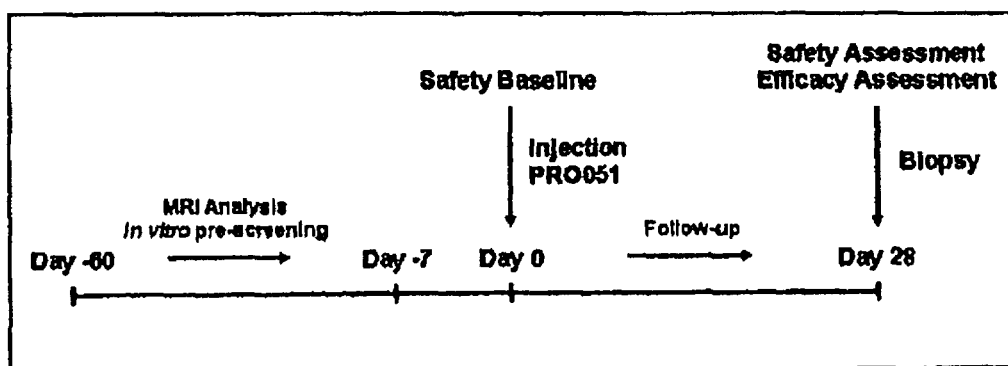 Safety Assessment
Efficacy Assessment
Safety Baseline
Injection
PRO051
Biopsy
MRI Analysis
In vitro pre-screening
Follow-up
Day -60
Day -7
Day 0
Day 28